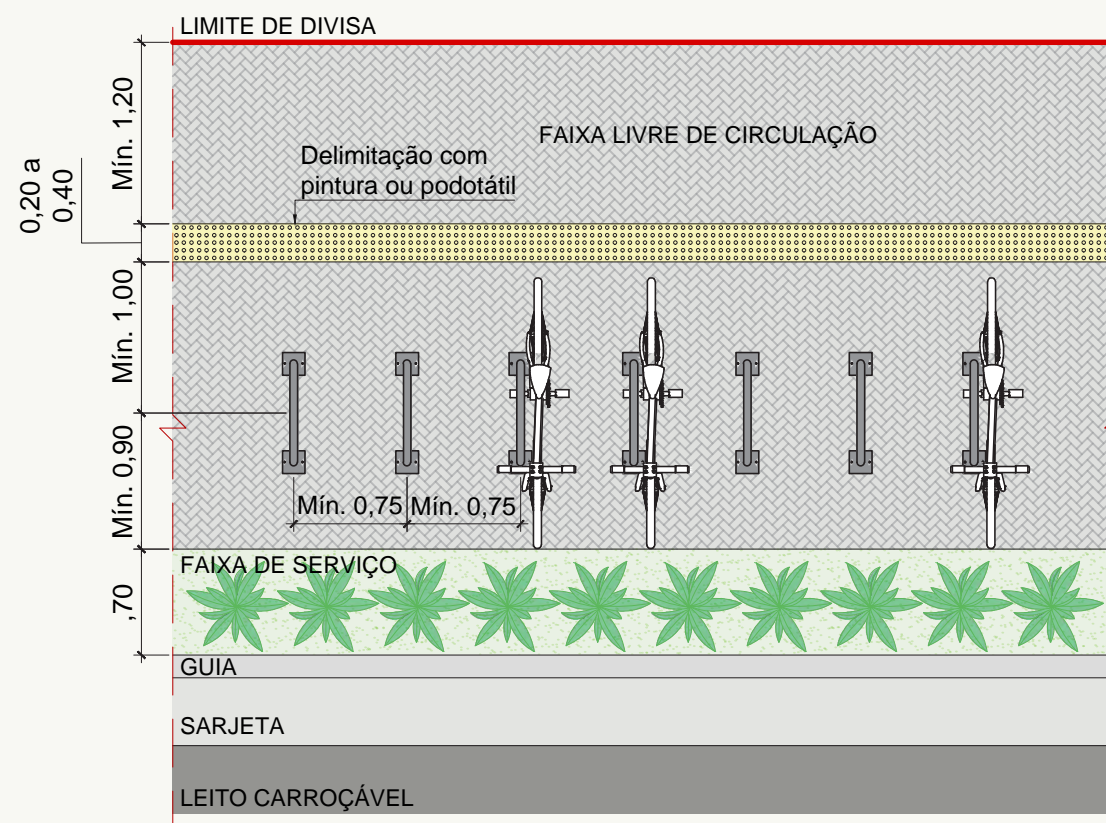 LIMITE DE DIVISA
Mín. 1,20
FAIXA LIVRE DE CIRCULAÇÃO
Delimitação com
pintura ou podotátil
0,20 a
0,40
Mín. 1,00
Mín. 0,90
Mín. 0,75
Mín. 0,75
FAIXA DE SERVIÇO
,70
GUIA
SARJETA
LEITO CARROÇÁVEL